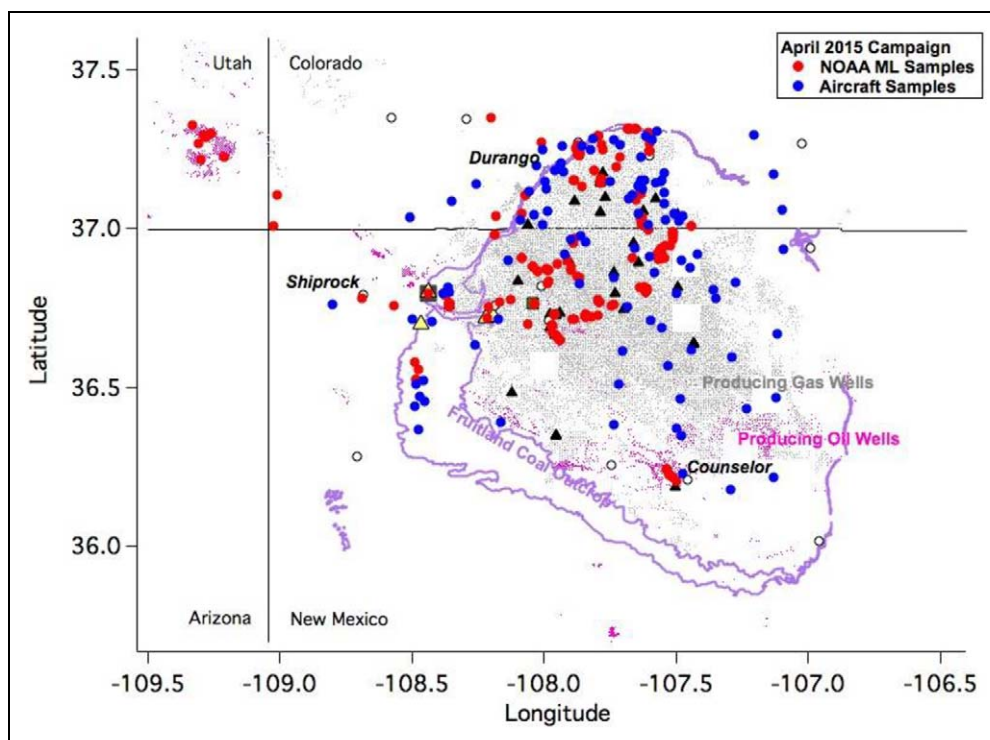 April 2015 Campaign
NOAA ML Samples
Aircraft Samples
37.5
Utah
Colorado
Durango
37.0
Shiprock
Latitude
36.5
Producing Gas Wells
Fruitland Coal Outcrop
Producing Oil Wells
Counselor
36.0
Arizona
New Mexico
-109.5 -109.0 -108.5 -108.0 -107.5 -107.0 -106.5
Longitude